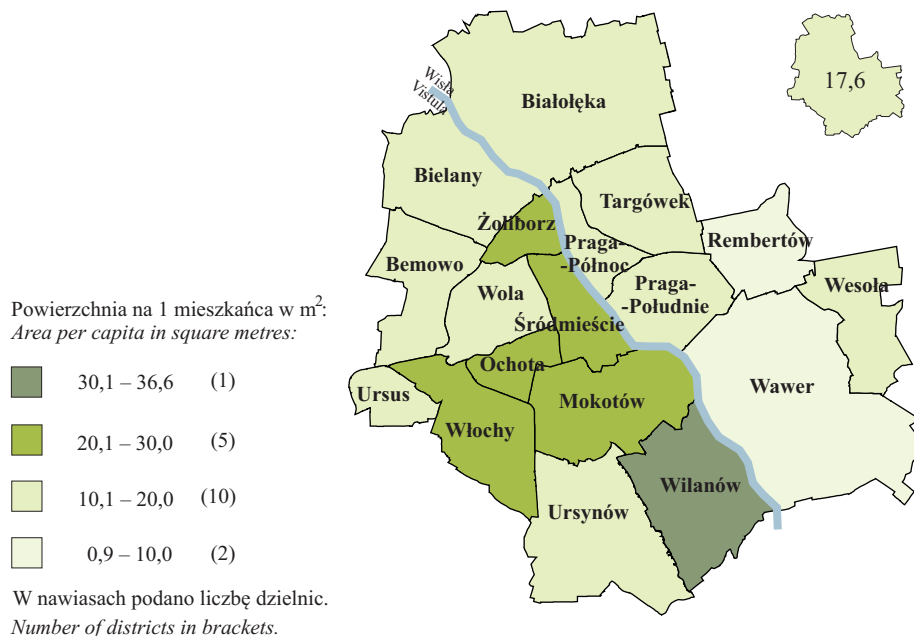 17,6
Wisła
Vistula
Białołęka
Bielany
Targówek
Żoliborz
Praga-
-Północ
Rembertów
Bemowo
Wola
Praga-
-Południe
Wesoła
Śródmieście
Ochota
Ursus
Włochy
Mokotów
Wawer
Wilanów
Ursynów
Powierzchnia na 1 mieszkańca w m²:
Area per capita in square metres:
30,1 – 36,6 (1)
20,1 – 30,0 (5)
10,1 – 20,0 (10)
0,9 – 10,0 (2)
W nawiasach podano liczbę dzielnic.
Number of districts in brackets.